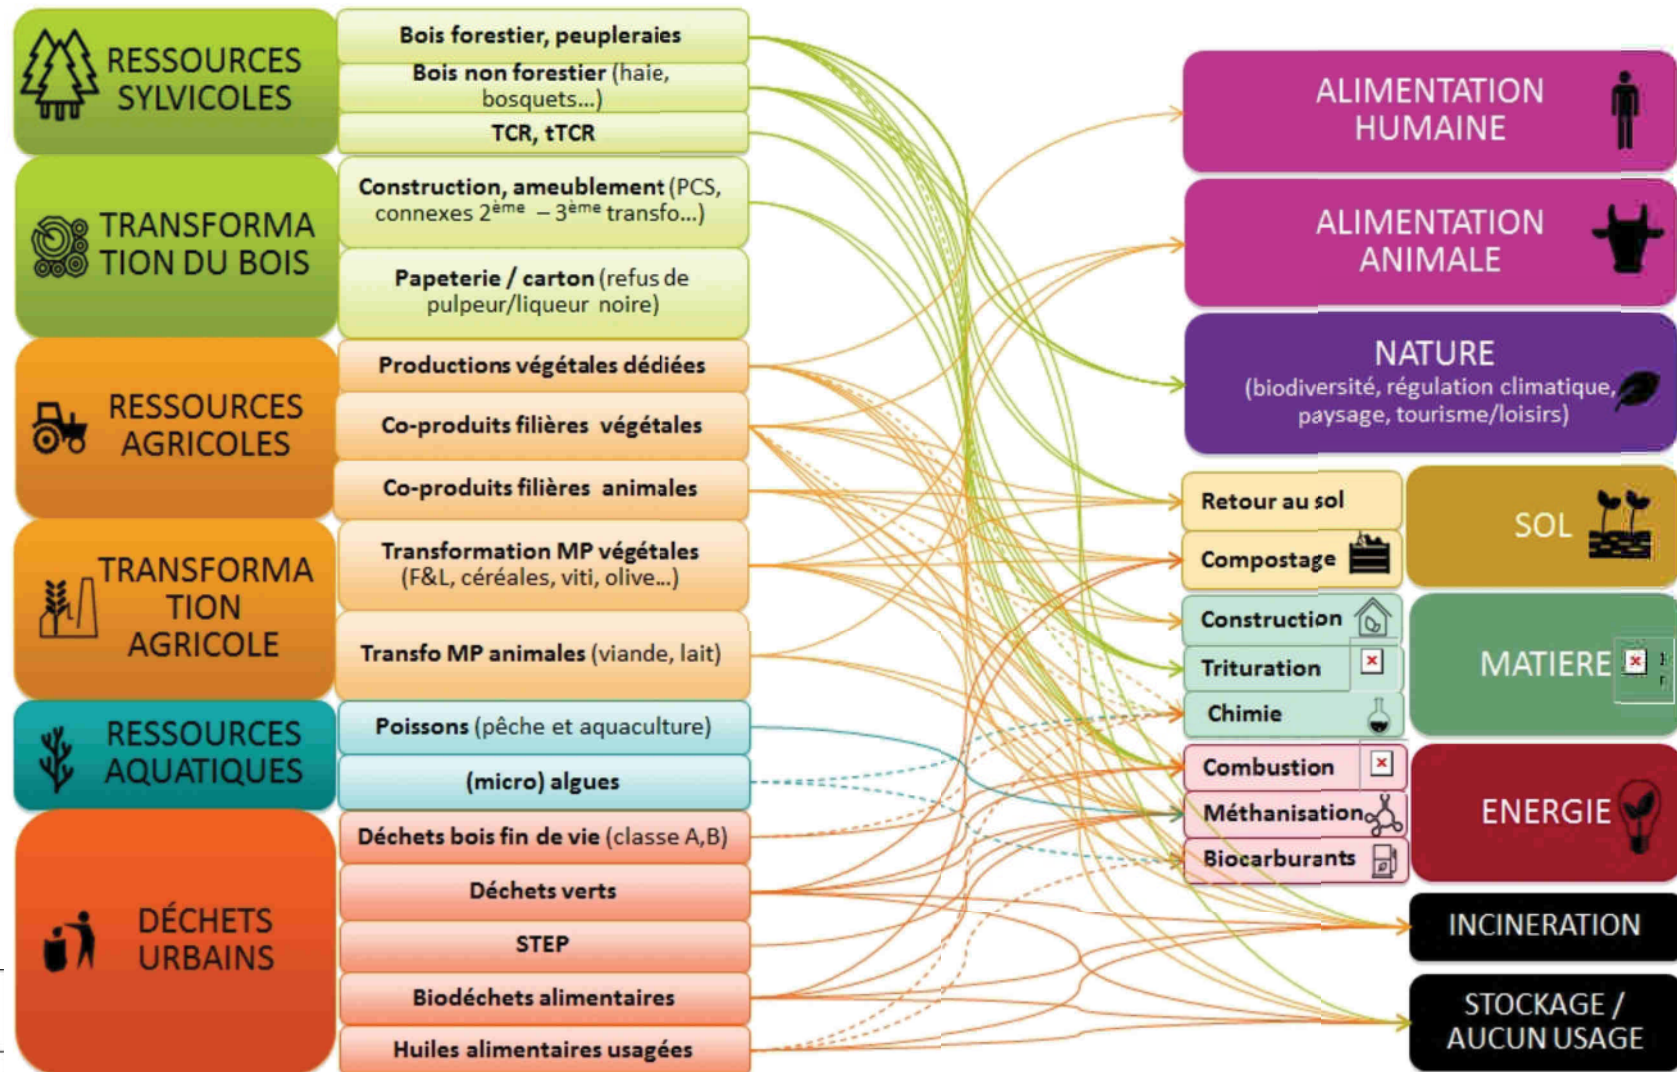 RESSOURCES
SYLVICOLES
Bois forestier, peupleraies
Bois non forestier (haie,
bosquets...)
TCR, tTCR
TRANSFORMA
TION DU BOIS
Construction, ameublement (PCS,
connexes 2ème – 3ème transfo...)
Papeterie / carton (refus de
pulpeur/liqueur noire)
RESSOURCES
AGRICOLES
Productions végétales dédiées
Co-produits filières végétales
Co-produits filières animales
TRANSFORMA
TION
AGRICOLE
Transformation MP végétales
(F&L, céréales, viti, olive...)
Transfo MP animales (viande, lait)
RESSOURCES
AQUATIQUES
Poissons (pêche et aquaculture)
(micro) algues
DÉCHETS
URBAINS
Déchets bois fin de vie (classe A,B)
Déchets verts
STEP
Biodéchets alimentaires
Huiles alimentaires usagées
ALIMENTATION
HUMAINE
ALIMENTATION
ANIMALE
NATURE
(biodiversité, régulation climatique,
paysage, tourisme/loisirs)
Retour au sol
Compostage
SOL
Construction
Trituration
Chimie
MATIERE
Combustion
Méthanisation
Biocarburants
ENERGIE
INCINERATION
STOCKAGE /
AUCUN USAGE